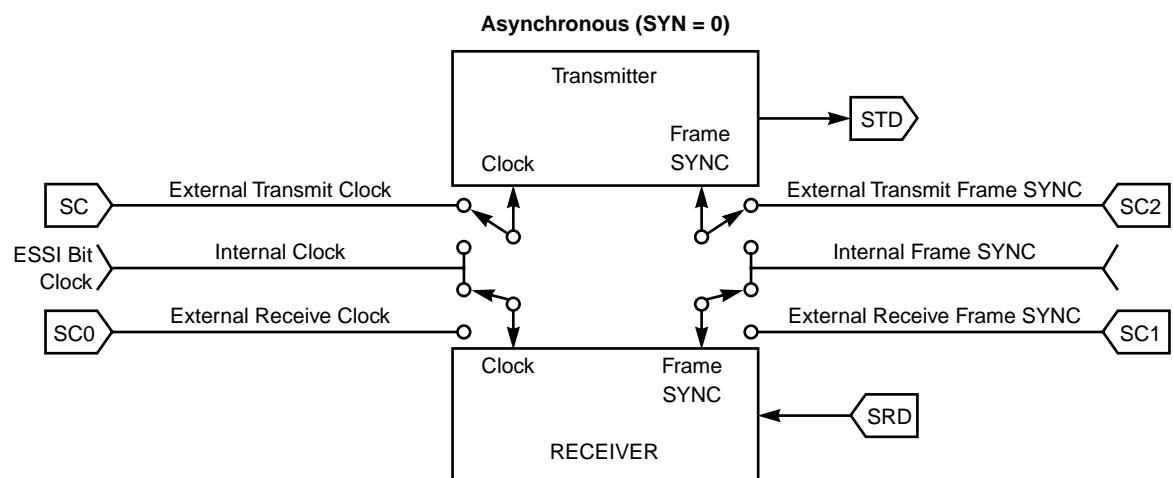 Asynchronous (SYN = 0)
Transmitter
STD
Frame
SYNC
Clock
External Transmit Clock
External Transmit Frame SYNC
SC
SC2
ESSI Bit
Clock
Internal Clock
Internal Frame SYNC
SC0
External Receive Clock
External Receive Frame SYNC
SC1
Clock
Frame
SYNC
SRD
RECEIVER